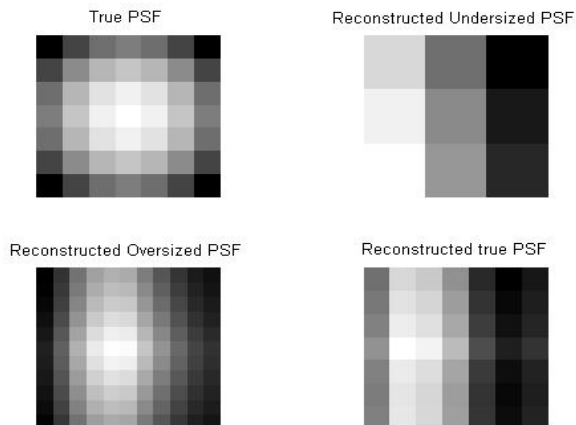 True PSF
Reconstructed Undersized PSF
Reconstructed Oversized PSF
Reconstructed true PSF